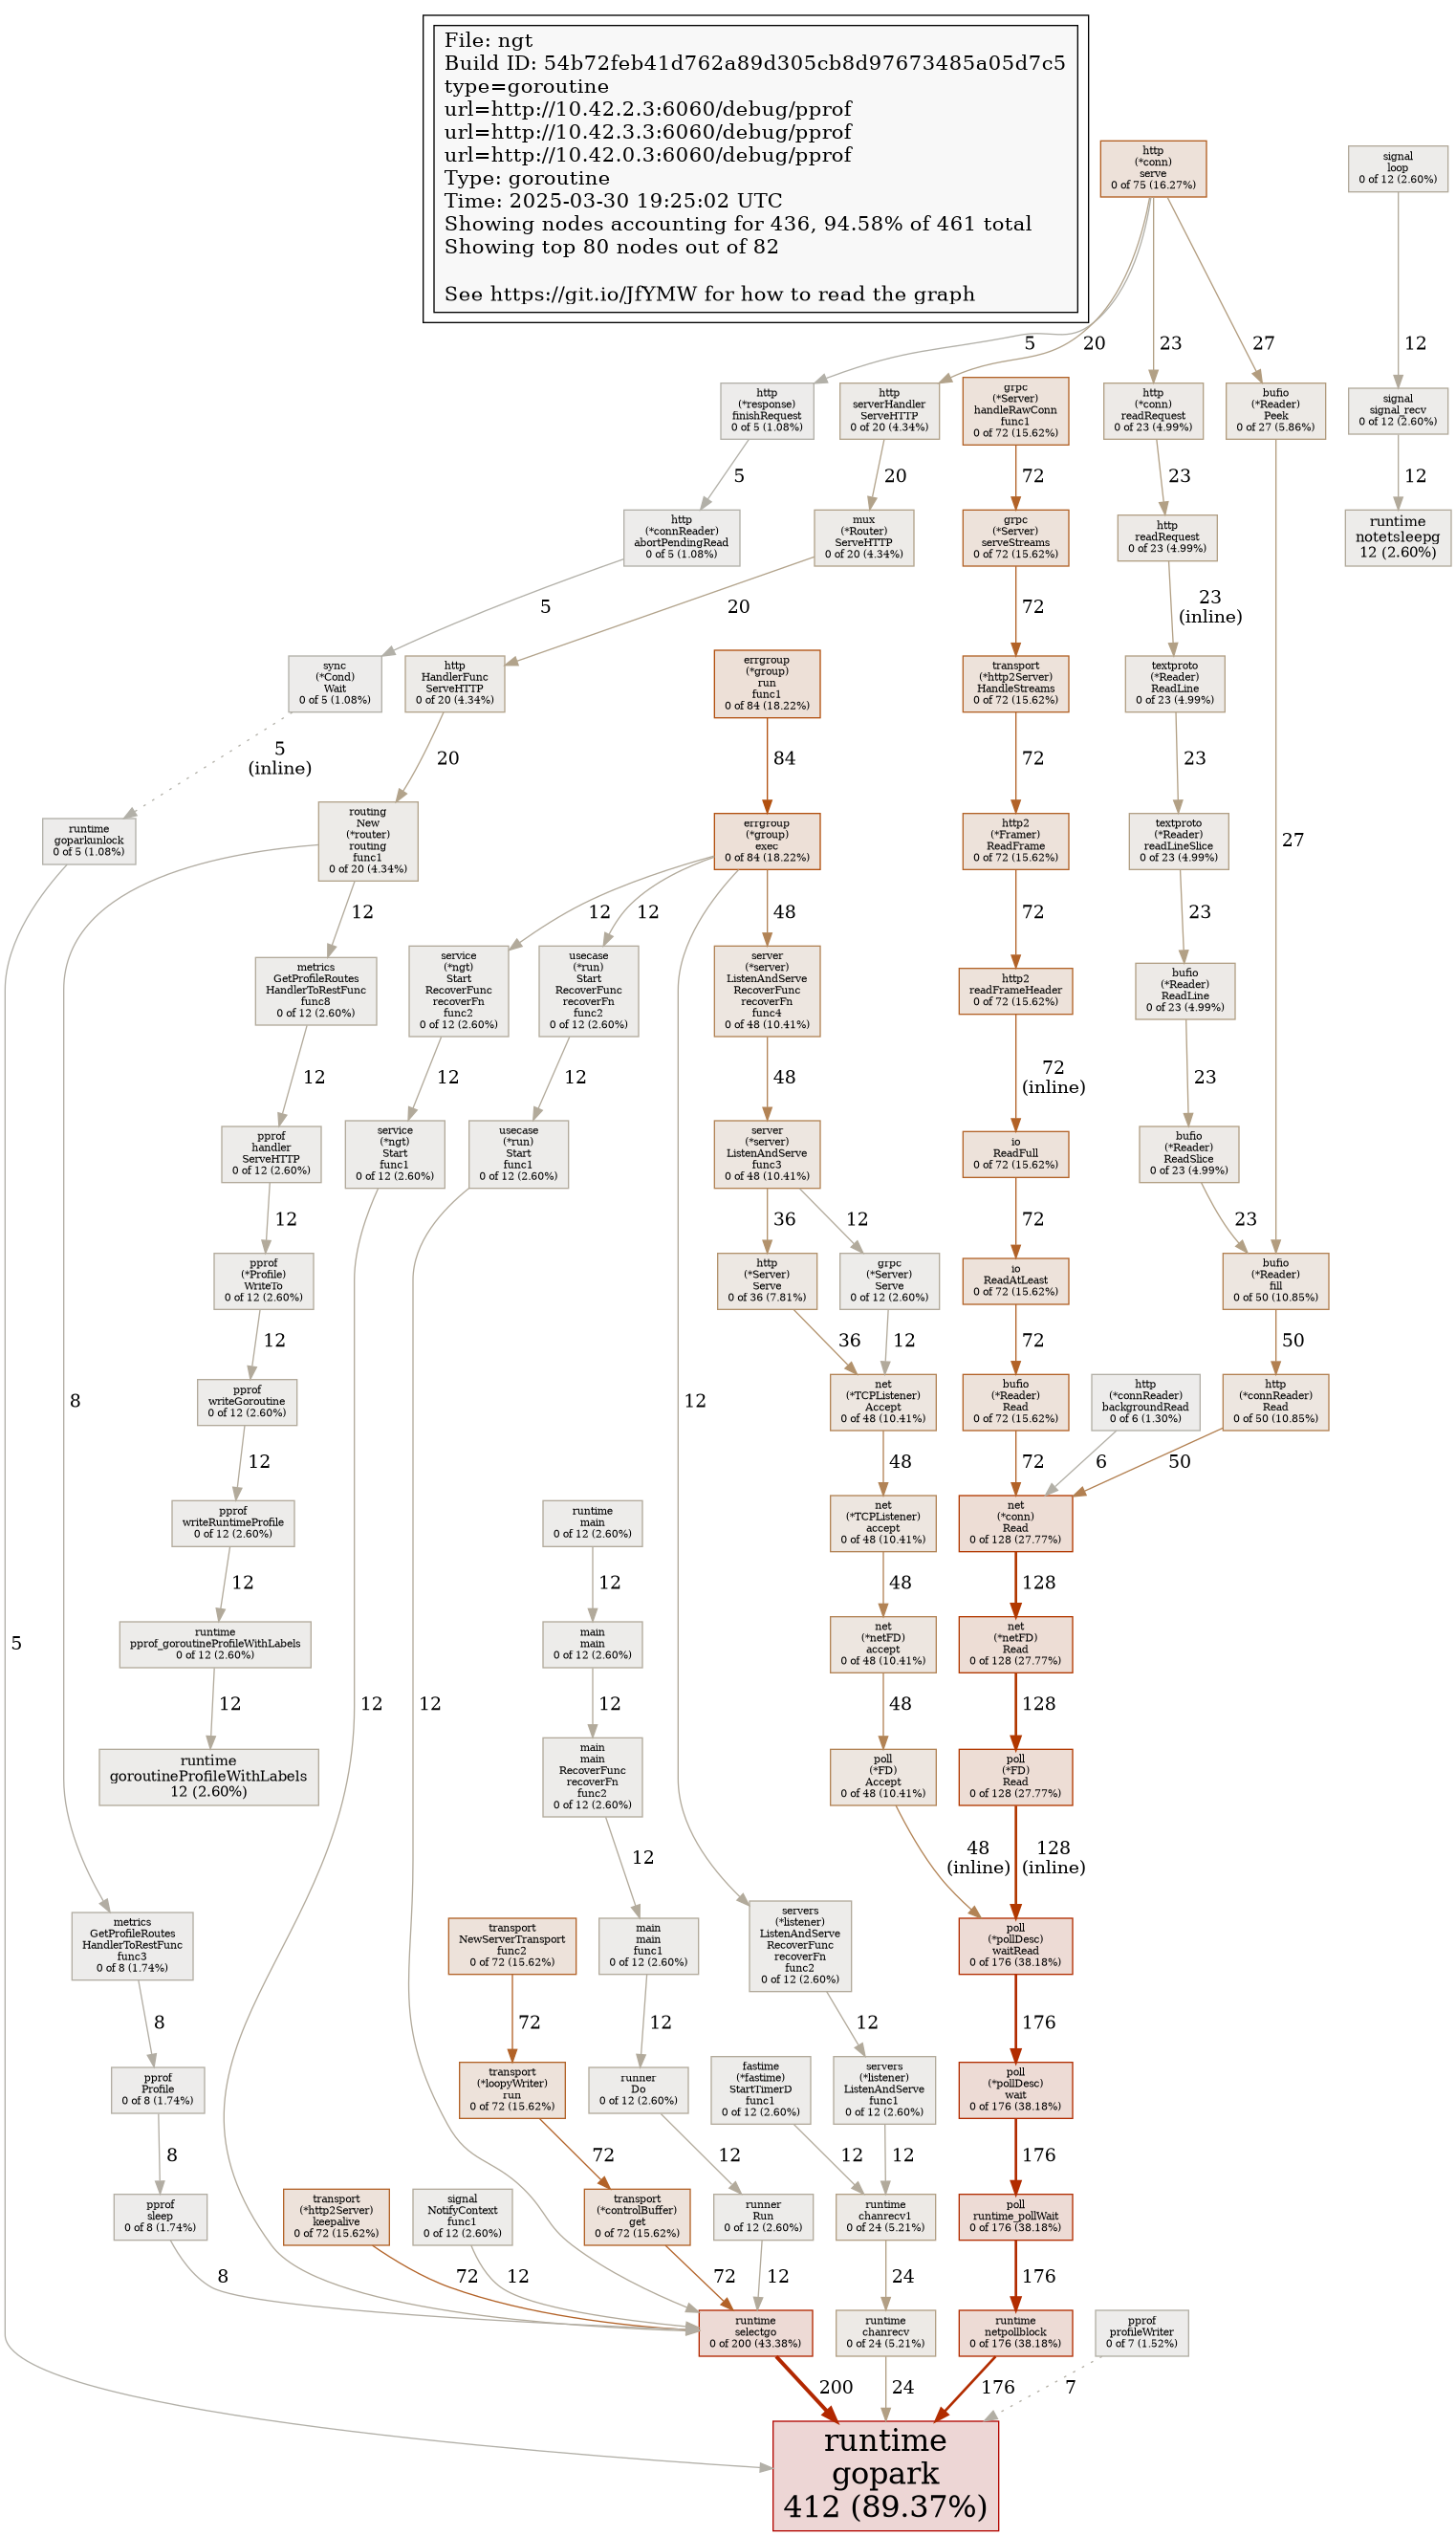 File: ngt
Build ID: 54b72feb41d762a89d305cb8d97673485a05d7c5
type=goroutine
url=http://10.42.2.3:6060/debug/pprof
url=http://10.42.3.3:6060/debug/pprof
url=http://10.42.0.3:6060/debug/pprof
Type: goroutine
Time: 2025-03-30 19:25:02 UTC
Showing nodes accounting for 436, 94.58% of 461 total
Showing top 80 nodes out of 82
See https://git.io/JfYMW for how to read the graph
http
(*conn)
serve
0 of 75 (16.27%)
signal
loop
0 of 12 (2.60%)
5
20
23
27
12
http
(*response)
finishRequest
0 of 5 (1.08%)
http
serverHandler
ServeHTTP
0 of 20 (4.34%)
grpc
(*Server)
handleRawConn
func1
0 of 72 (15.62%)
http
(*conn)
readRequest
0 of 23 (4.99%)
bufio
(*Reader)
Peek
0 of 27 (5.86%)
signal
signal_recv
0 of 12 (2.60%)
5
20
72
23
12
http
(*connReader)
abortPendingRead
0 of 5 (1.08%)
mux
(*Router)
ServeHTTP
0 of 20 (4.34%)
grpc
(*Server)
serveStreams
0 of 72 (15.62%)
http
readRequest
0 of 23 (4.99%)
runtime
notetsleepg
12 (2.60%)
5
20
72
23
(inline)
sync
(*Cond)
Wait
0 of 5 (1.08%)
http
HandlerFunc
ServeHTTP
0 of 20 (4.34%)
errgroup
(*group)
run
func1
0 of 84 (18.22%)
transport
(*http2Server)
HandleStreams
0 of 72 (15.62%)
textproto
(*Reader)
ReadLine
0 of 23 (4.99%)
5
(inline)
20
84
72
23
runtime
goparkunlock
0 of 5 (1.08%)
routing
New
(*router)
routing
func1
0 of 20 (4.34%)
errgroup
(*group)
exec
0 of 84 (18.22%)
http2
(*Framer)
ReadFrame
0 of 72 (15.62%)
textproto
(*Reader)
readLineSlice
0 of 23 (4.99%)
27
12
12
12
48
72
23
metrics
GetProfileRoutes
HandlerToRestFunc
func8
0 of 12 (2.60%)
service
(*ngt)
Start
RecoverFunc
recoverFn
func2
0 of 12 (2.60%)
usecase
(*run)
Start
RecoverFunc
recoverFn
func2
0 of 12 (2.60%)
server
(*server)
ListenAndServe
RecoverFunc
recoverFn
func4
0 of 48 (10.41%)
http2
readFrameHeader
0 of 72 (15.62%)
bufio
(*Reader)
ReadLine
0 of 23 (4.99%)
12
12
12
48
72
(inline)
23
pprof
handler
ServeHTTP
0 of 12 (2.60%)
service
(*ngt)
Start
func1
0 of 12 (2.60%)
usecase
(*run)
Start
func1
0 of 12 (2.60%)
server
(*server)
ListenAndServe
func3
0 of 48 (10.41%)
io
ReadFull
0 of 72 (15.62%)
bufio
(*Reader)
ReadSlice
0 of 23 (4.99%)
12
36
12
72
23
pprof
(*Profile)
WriteTo
0 of 12 (2.60%)
http
(*Server)
Serve
0 of 36 (7.81%)
grpc
(*Server)
Serve
0 of 12 (2.60%)
io
ReadAtLeast
0 of 72 (15.62%)
bufio
(*Reader)
fill
0 of 50 (10.85%)
12
36
12
72
50
8
12
pprof
writeGoroutine
0 of 12 (2.60%)
net
(*TCPListener)
Accept
0 of 48 (10.41%)
bufio
(*Reader)
Read
0 of 72 (15.62%)
http
(*connReader)
backgroundRead
0 of 6 (1.30%)
http
(*connReader)
Read
0 of 50 (10.85%)
12
48
72
6
50
pprof
writeRuntimeProfile
0 of 12 (2.60%)
runtime
main
0 of 12 (2.60%)
net
(*TCPListener)
accept
0 of 48 (10.41%)
net
(*conn)
Read
0 of 128 (27.77%)
12
12
48
128
5
runtime
pprof_goroutineProfileWithLabels
0 of 12 (2.60%)
main
main
0 of 12 (2.60%)
net
(*netFD)
accept
0 of 48 (10.41%)
net
(*netFD)
Read
0 of 128 (27.77%)
12
12
12
12
48
128
runtime
goroutineProfileWithLabels
12 (2.60%)
main
main
RecoverFunc
recoverFn
func2
0 of 12 (2.60%)
poll
(*FD)
Accept
0 of 48 (10.41%)
poll
(*FD)
Read
0 of 128 (27.77%)
12
48
(inline)
128
(inline)
metrics
GetProfileRoutes
HandlerToRestFunc
func3
0 of 8 (1.74%)
transport
NewServerTransport
func2
0 of 72 (15.62%)
main
main
func1
0 of 12 (2.60%)
servers
(*listener)
ListenAndServe
RecoverFunc
recoverFn
func2
0 of 12 (2.60%)
poll
(*pollDesc)
waitRead
0 of 176 (38.18%)
8
72
12
12
176
pprof
Profile
0 of 8 (1.74%)
transport
(*loopyWriter)
run
0 of 72 (15.62%)
runner
Do
0 of 12 (2.60%)
fastime
(*fastime)
StartTimerD
func1
0 of 12 (2.60%)
servers
(*listener)
ListenAndServe
func1
0 of 12 (2.60%)
poll
(*pollDesc)
wait
0 of 176 (38.18%)
8
72
12
12
12
176
pprof
sleep
0 of 8 (1.74%)
transport
(*http2Server)
keepalive
0 of 72 (15.62%)
signal
NotifyContext
func1
0 of 12 (2.60%)
transport
(*controlBuffer)
get
0 of 72 (15.62%)
runner
Run
0 of 12 (2.60%)
runtime
chanrecv1
0 of 24 (5.21%)
poll
runtime_pollWait
0 of 176 (38.18%)
8
72
12
72
12
24
176
runtime
selectgo
0 of 200 (43.38%)
runtime
chanrecv
0 of 24 (5.21%)
runtime
netpollblock
0 of 176 (38.18%)
pprof
profileWriter
0 of 7 (1.52%)
200
24
176
7
runtime
gopark
412 (89.37%)